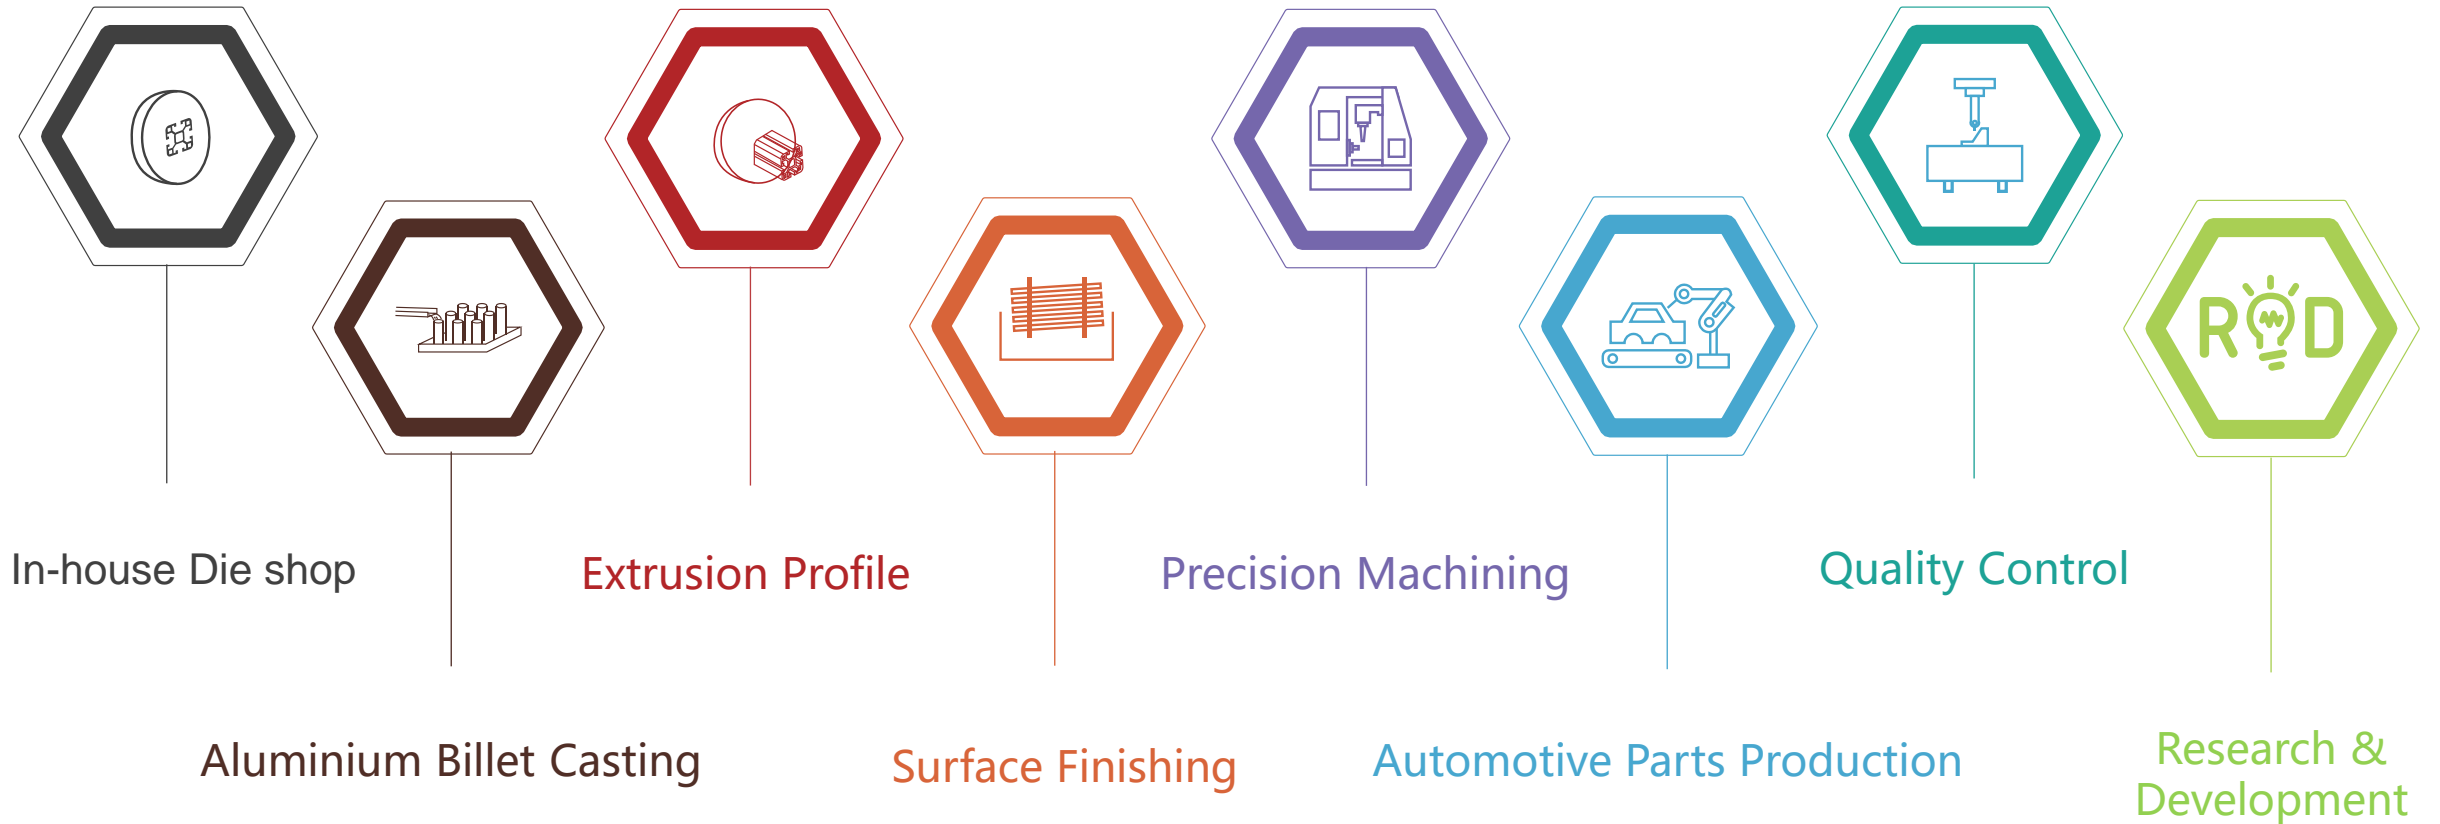 R D
In-house Die shop
Extrusion Profile
Precision Machining
Quality Control
Aluminium Billet Casting
Surface Finishing
Automotive Parts Production
Research &
Development